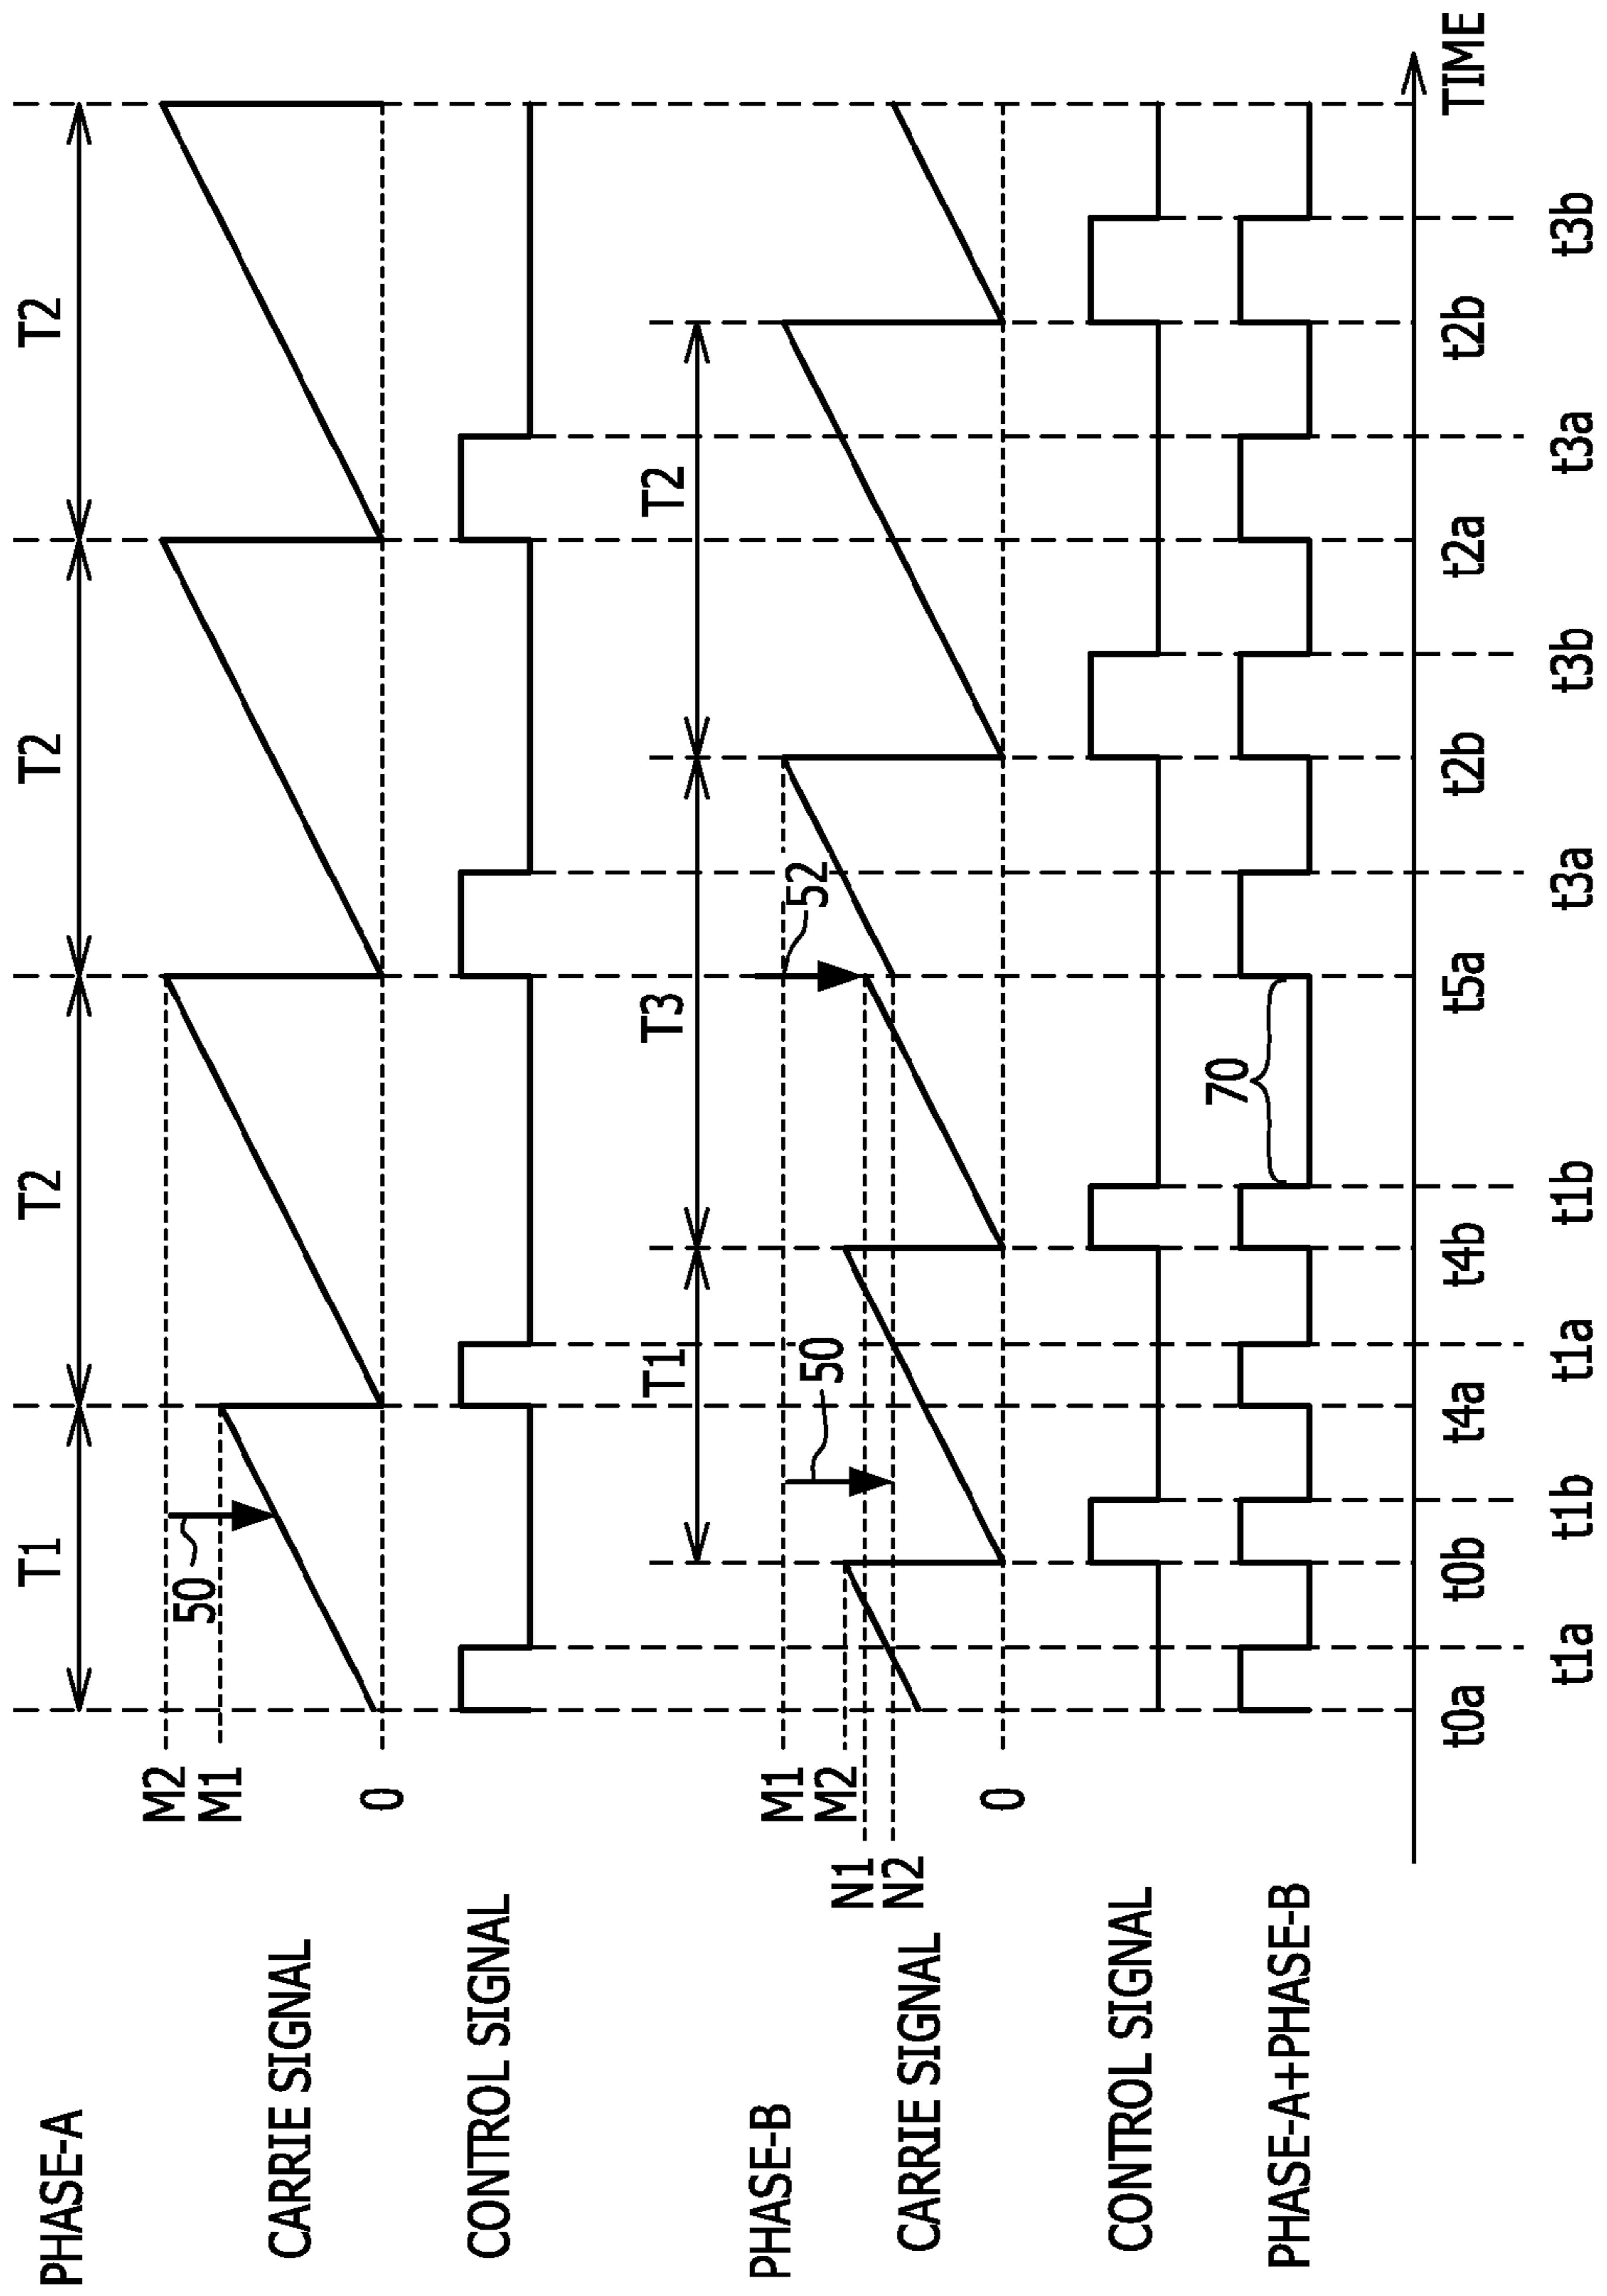 PHASE-A
T1
T2
T2
T2
M2
M1
50
0
CARRIE SIGNAL
CONTROL SIGNAL
PHASE-B
T1
T3
T2
M1
M2
N1
N2
50
52
0
CARRIE SIGNAL
CONTROL SIGNAL
PHASE-A+PHASE-B
70
t0a t0b t4a t4b t5a t2b t2a t2b TIME
t1a t1b t1a t1b t3a t3b t3a t3b